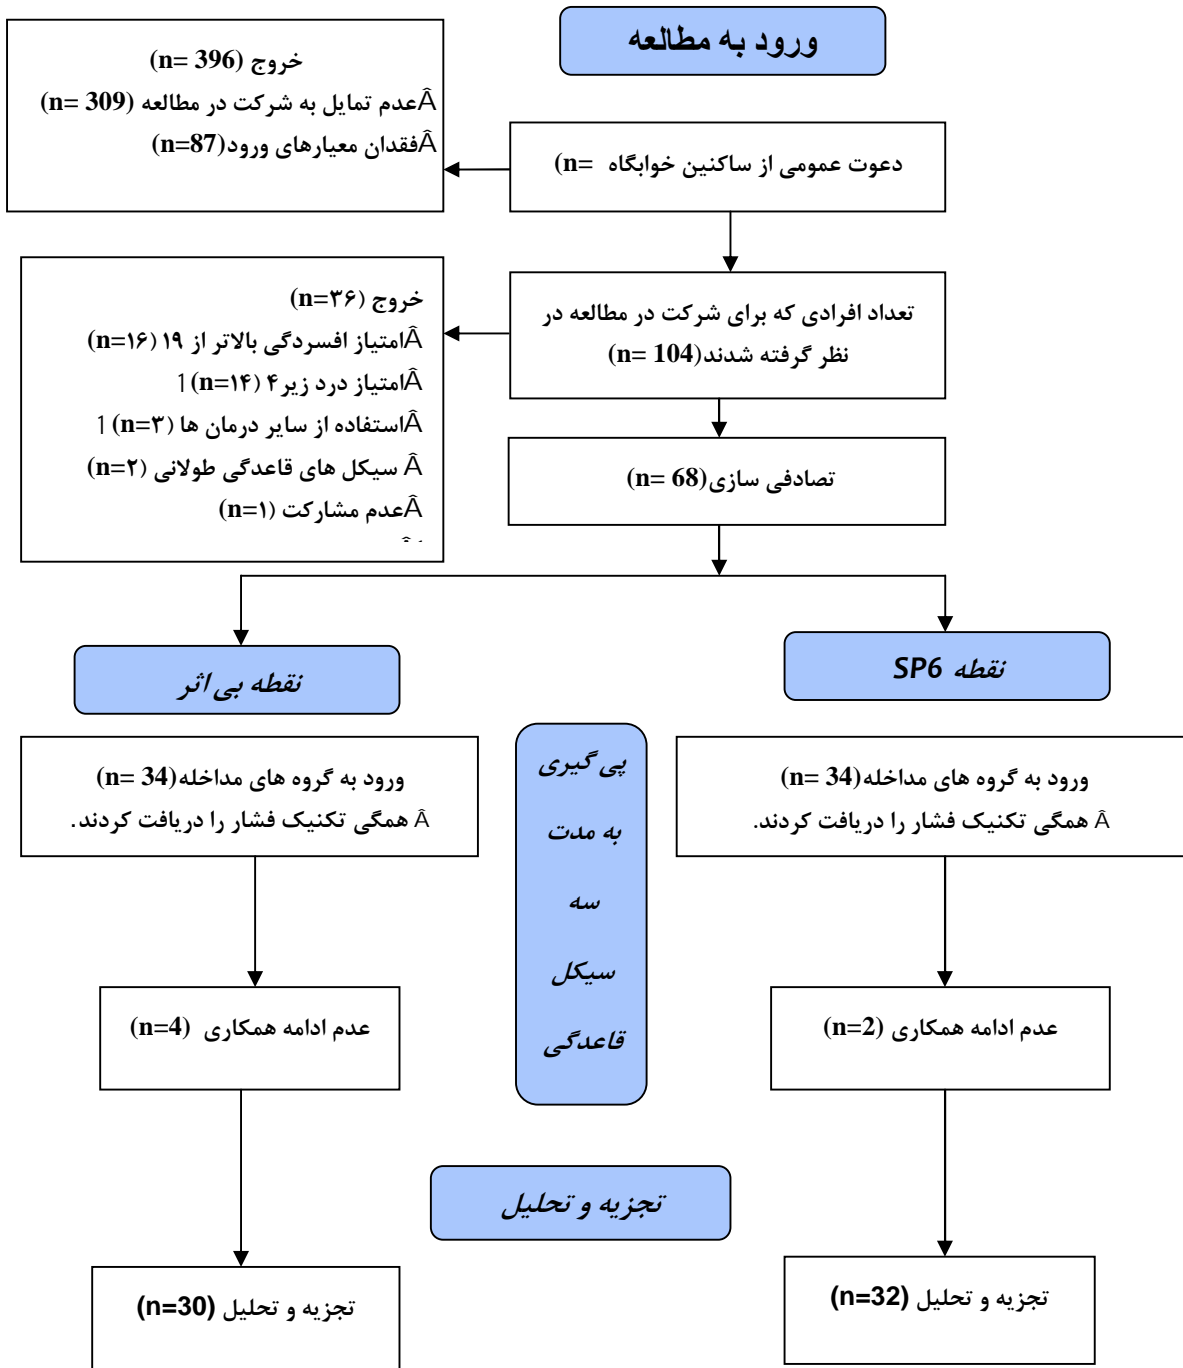 ورود به مطالعه
خروج (n= 396)
Âعدم تمایل به شرکت در مطالعه (n= 309)
Âفقدان معیارهای ورود(n=87)
دعوت عمومی از ساکنین خوابگاه (n=
خروج (n=۳۶)
Âامتیاز افسردگی بالاتر از ۱۹ (n=۱۶)
Âامتیاز درد زیر۴ (n=۱۴) 1
Âاستفاده از سایر درمان ها (n=۳) 1
Â سیکل های قاعدگی طولانی (n=۲)
Âعدم مشارکت (n=۱)
تعداد افرادی که برای شرکت در مطالعه در
نظر گرفته شدند(n= 104)
تصادفی سازی(n= 68)
نقطه SP6
نقطه بی اثر
ورود به گروه های مداخله(n= 34)
Â همگی تکنیک فشار را دریافت کردند.
پی گیری
به مدت
سه
سیکل
قاعدگی
ورود به گروه های مداخله(n= 34)
Â همگی تکنیک فشار را دریافت کردند.
عدم ادامه همکاری (n=2)
عدم ادامه همکاری (n=4)
تجزیه و تحلیل
تجزیه و تحلیل (n=32)
تجزیه و تحلیل (n=30)